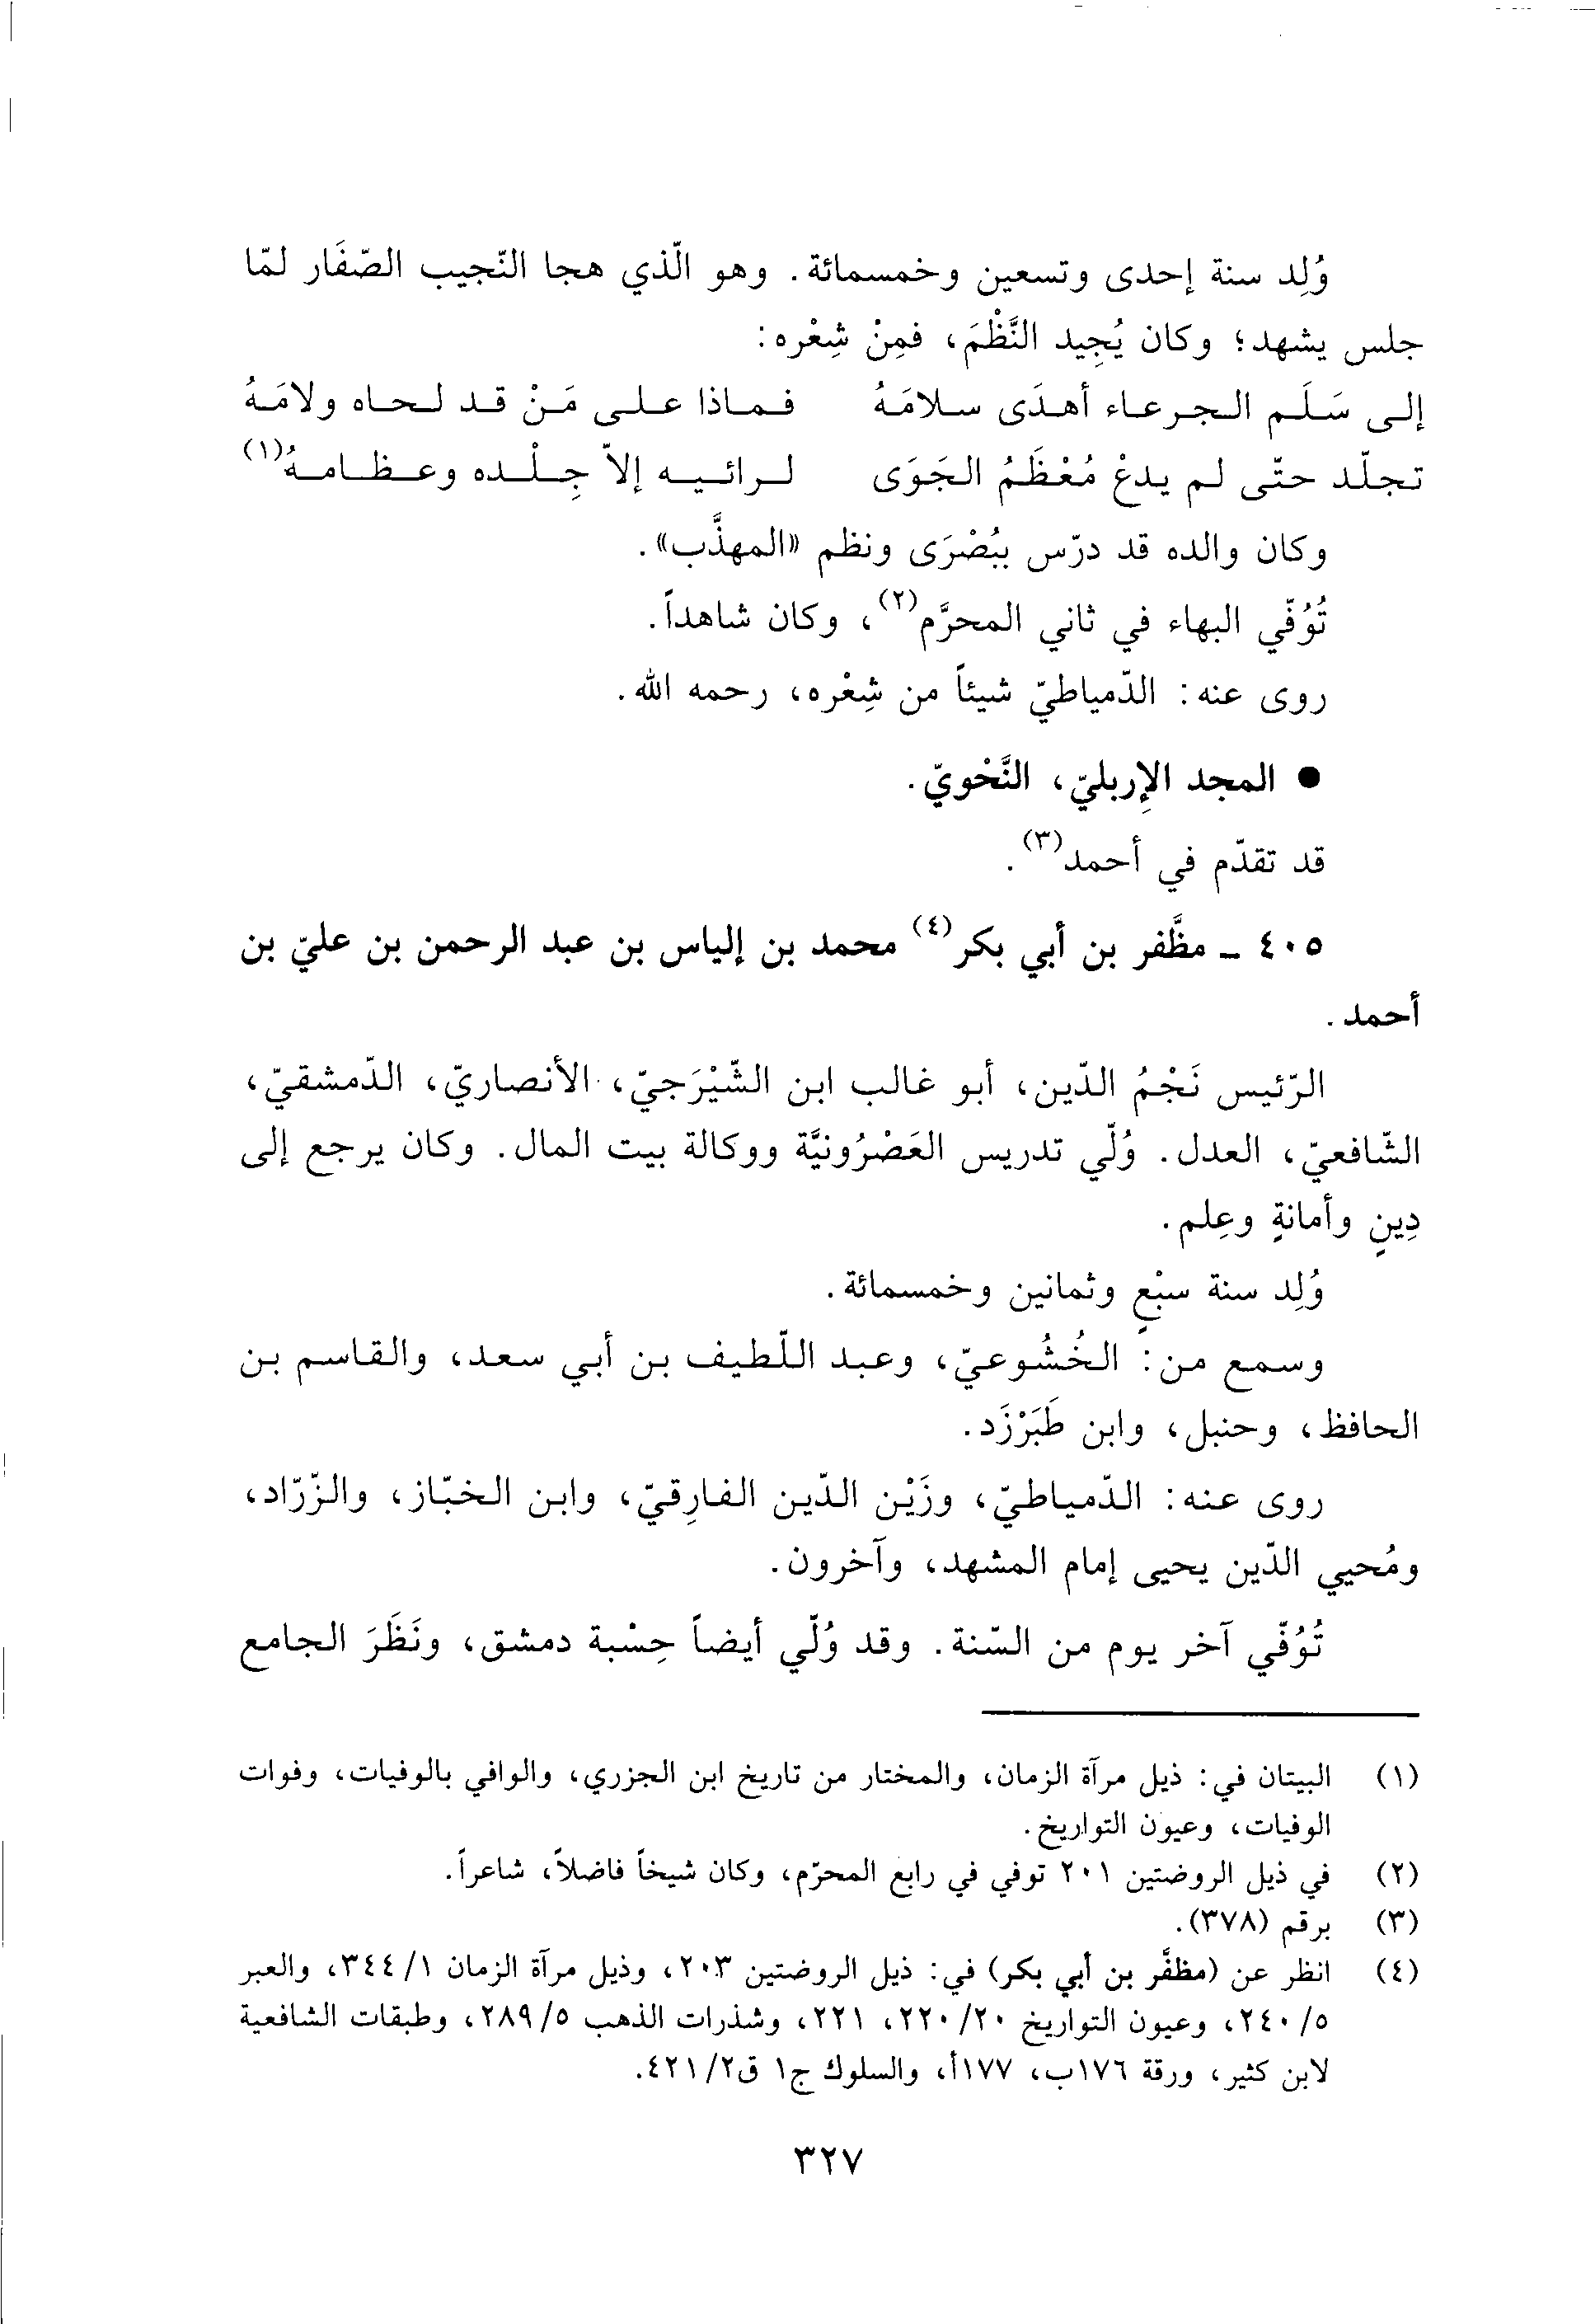 وُلِد سنة إحدى وتسعين وخمسمائة. وهو الّذي هجا النّجيب الصّفَار لمّا
جلس يشهد؛ وكان يُجِيد النَّظْمَ، فمِنْ شِعْره:
إلى سَلَم الجرعاء أهدَى سلامَهُ فماذا على مَنْ قد لحاه ولامَهُ
تجلّد حتّى لم يدعْ مُعْظَمُ الجَوَى لرائيه إلاّ جِلْده وعظامهُ(١)
وكان والده قد درّس ببُصْرَى ونظم «المهذَّب».
تُوُفّي البهاء في ثاني المحرَّم(٢)، وكان شاهداً.
روى عنه: الدّمياطيّ شيئاً من شِعْره، رحمه الله.
● المجد الإربليّ، النَّحْويّ.
قد تقدّم في أحمد(٣).
٤٠٥ ـ مظَّفر بن أبي بكر(٤) محمد بن إلياس بن عبد الرحمن بن عليّ بن
أحمد.
الرّئيس نَجْمُ الدّين، أبو غالب ابن الشّيْرَجيّ، الأنصاريّ، الدّمشقيّ،
الشّافعيّ، العدل. وُلّي تدريس العَصْرُونيَّة ووكالة بيت المال. وكان يرجع إلى
دِينٍ وأمانةٍ وعِلم.
وُلِد سنة سبْعٍ وثمانين وخمسمائة.
وسمع من: الخُشُوعيّ، وعبد اللّطيف بن أبي سعد، والقاسم بن
الحافظ، وحنبل، وابن طَبَرْزَد.
روى عنه: الدّمياطيّ، وزَيْن الدّين الفارِقيّ، وابن الخبّاز، والزّرّاد،
ومُحيي الدّين يحيى إمام المشهد، وآخرون.
تُوُفّي آخر يوم من السّنة. وقد وُلّي أيضاً حِسْبة دمشق، ونَظَرَ الجامع
(١) البيتان في: ذيل مرآة الزمان، والمختار من تاريخ ابن الجزري، والوافي بالوفيات، وفوات
الوفيات، وعيون التواريخ.
(٢) في ذيل الروضتين ٢٠١ توفي في رابع المحرّم، وكان شيخاً فاضلاً، شاعراً.
(٣) برقم (٣٧٨).
(٤) انظر عن (مظفَّر بن أبي بكر) في: ذيل الروضتين ٢٠٣، وذيل مرآة الزمان ٣٤٤/١، والعبر
٢٤٠/٥، وعيون التواريخ ٢٢٠/٢٠، ٢٢١، وشذرات الذهب ٢٨٩/٥، وطبقات الشافعية
لابن كثير، ورقة ١٧٦ب، ١٧٧أ، والسلوك ج١ ق٤٢١/٢.
٣٢٧